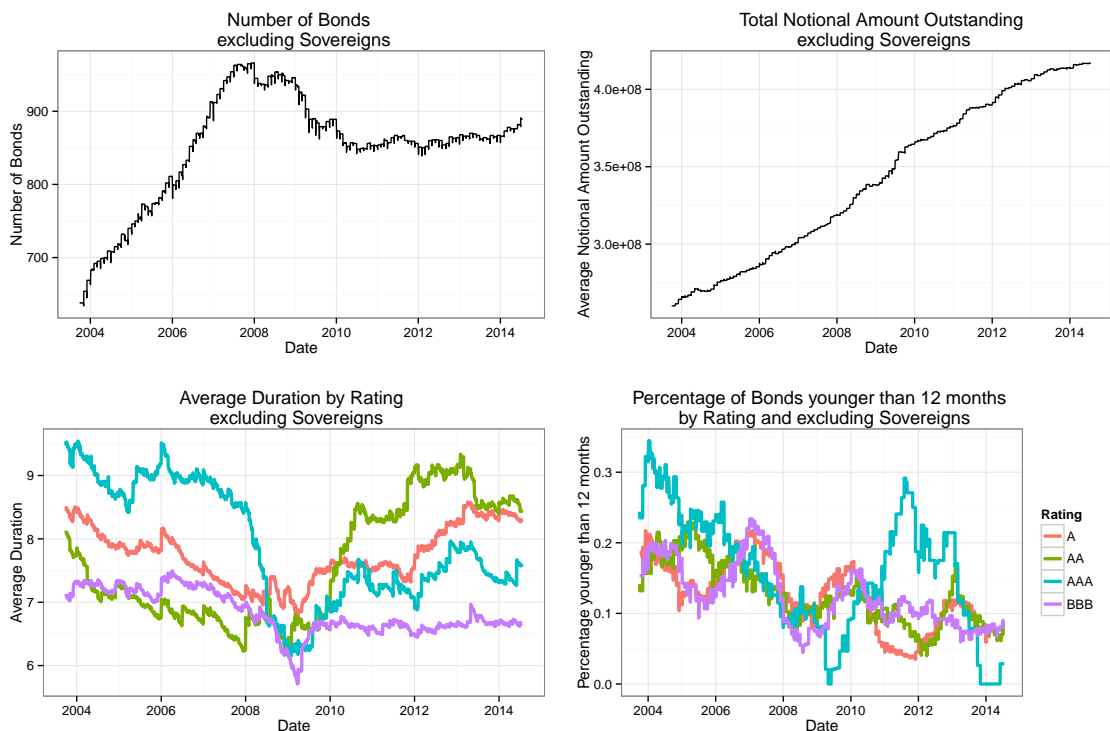 Number of Bonds
excluding Sovereigns
Number of Bonds
900
800
700
2004 2006 2008 2010 2012 2014
Date
Total Notional Amount Outstanding
excluding Sovereigns
Average Notional Amount Outstanding
4.0e+08
3.5e+08
3.0e+08
2004 2006 2008 2010 2012 2014
Date
Average Duration by Rating
excluding Sovereigns
Average Duration
9
8
7
6
2004 2006 2008 2010 2012 2014
Date
Percentage of Bonds younger than 12 months
by Rating and excluding Sovereigns
Percentage younger than 12 months
0.3
0.2
0.1
0.0
2004 2006 2008 2010 2012 2014
Date
Rating
A
AA
AAA
BBB